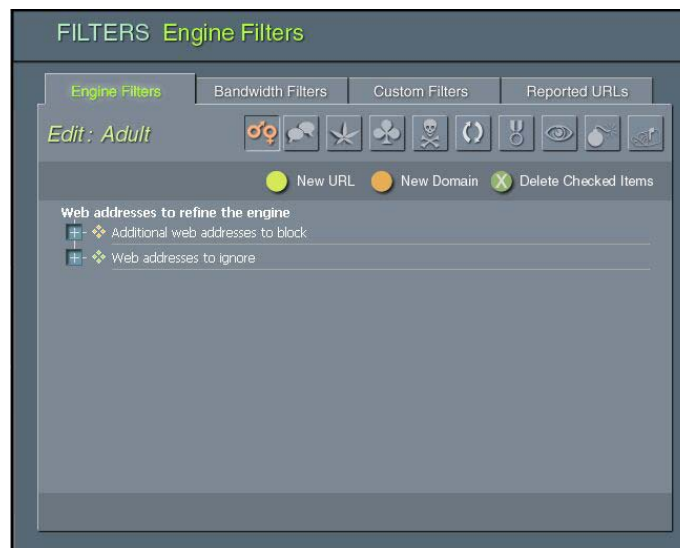 FILTERS Engine Filters
Engine Filters Bandwidth Filters Custom Filters Reported URLs
Edit: Adult
New URL New Domain X Delete Checked Items
Web addresses to refine the engine
Additional web addresses to block
Web addresses to ignore